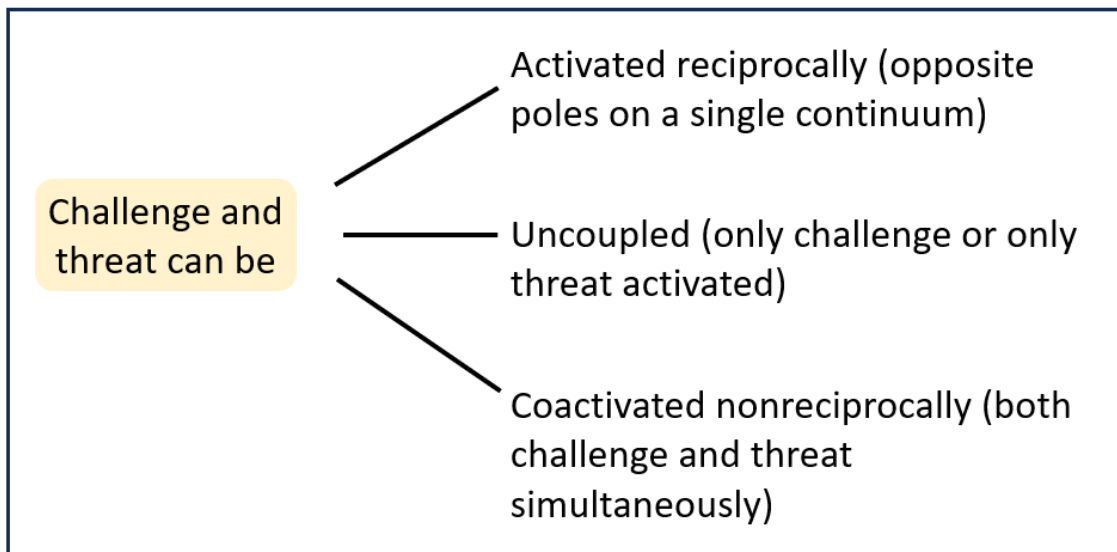 Challenge and
threat can be
Activated reciprocally (opposite
poles on a single continuum)
Uncoupled (only challenge or only
threat activated)
Coactivated nonreciprocally (both
challenge and threat
simultaneously)